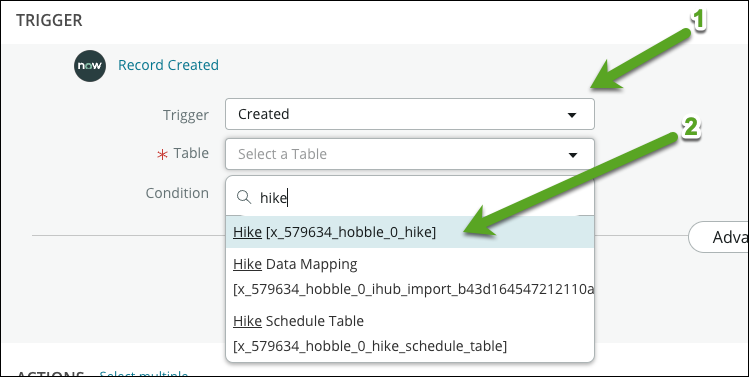 TRIGGER
1
now
Record Created
Trigger
Created
2
* Table
Select a Table
Condition
hike
Hike [x_579634_hobble_0_hike]
Adva
Hike Data Mapping
[x_579634_hobble_0_ihub_import_b43d164547212110a
Hike Schedule Table
[x_579634_hobble_0_hike_schedule_table]
ACTIONS Select multiple